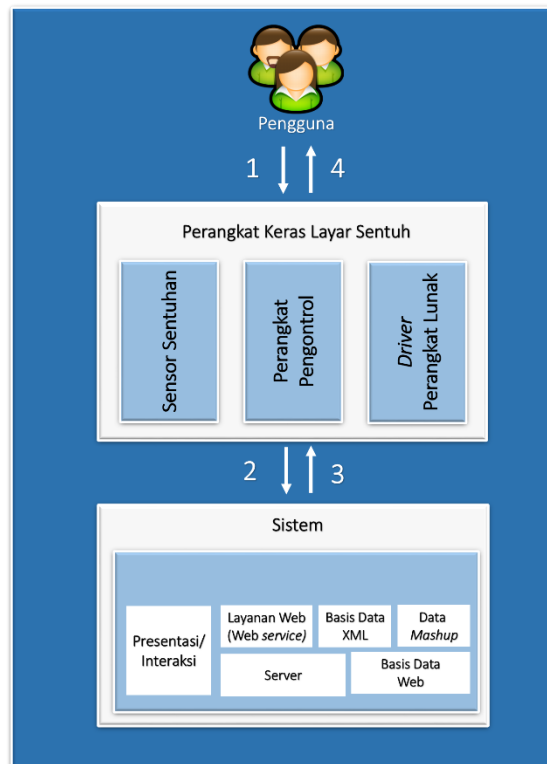 Pengguna
1 4
Perangkat Keras Layar Sentuh
Sensor Sentuhan
Perangkat
Pengontrol
Driver
Perangkat Lunak
2 3
Sistem
Presentasi/
Interaksi
Layanan Web
(Web service)
Basis Data
XML
Data
Mashup
Server
Basis Data
Web